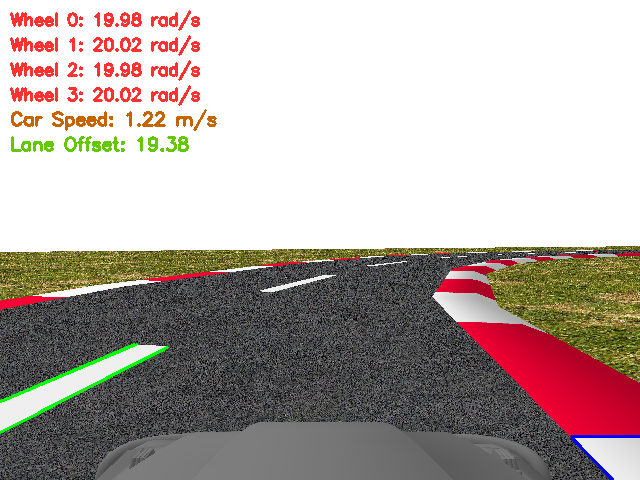 Wheel 0: 19.98 rad/s
Wheel 1: 20.02 rad/s
Wheel 2: 19.98 rad/s
Wheel 3: 20.02 rad/s
Car Speed: 1.22 m/s
Lane Offset: 19.38